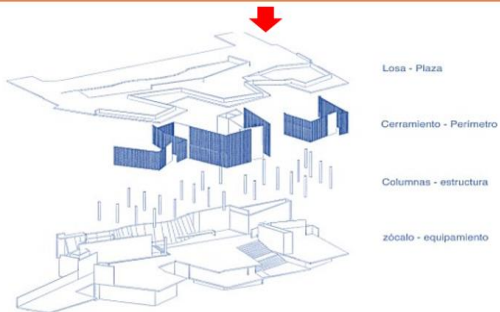 Losa - Plaza
Cerramiento - Perímetro
Columnas - estructura
zócalo - equipamiento